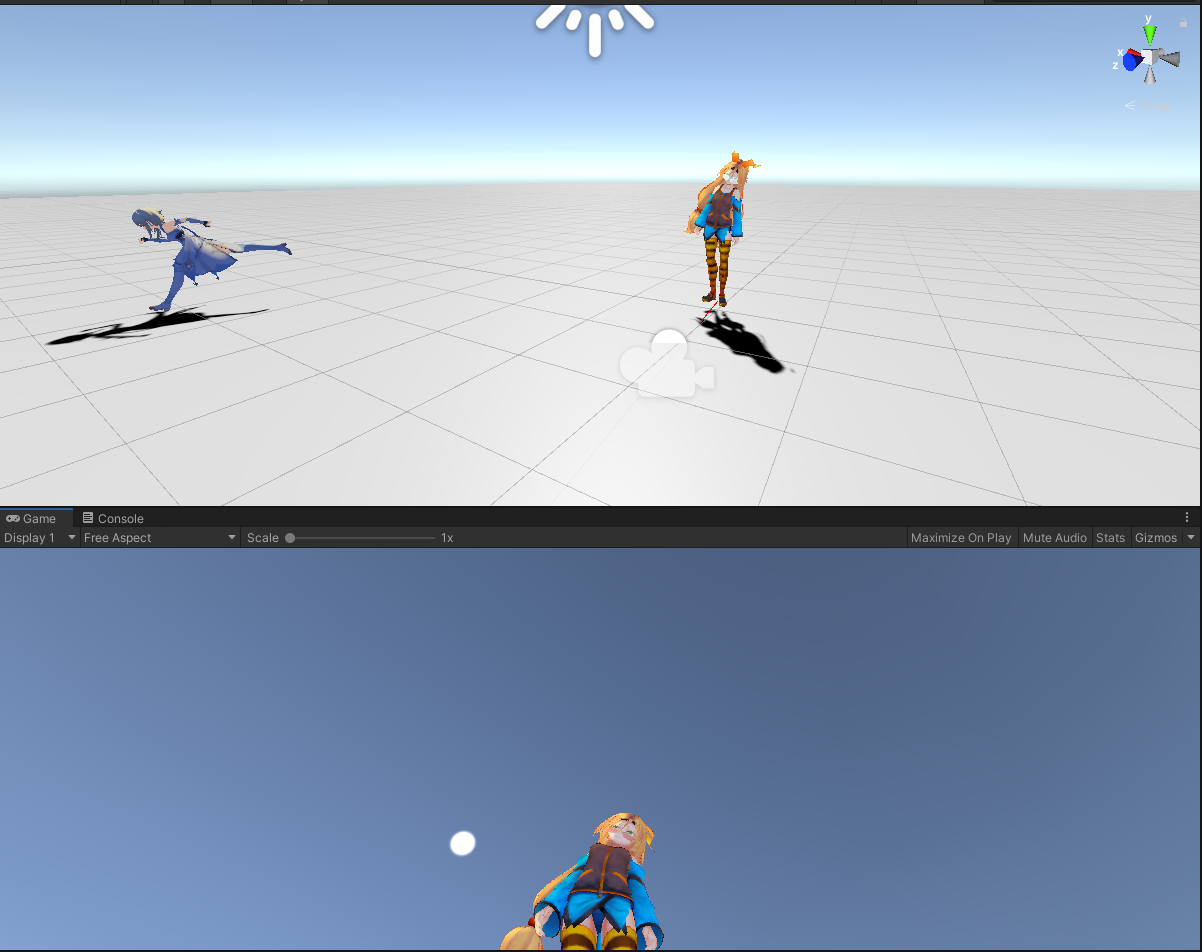 y
x
z
Game
Console
Display 1
Free Aspect
Scale
1x
Maximize On Play
Mute Audio
Stats
Gizmos